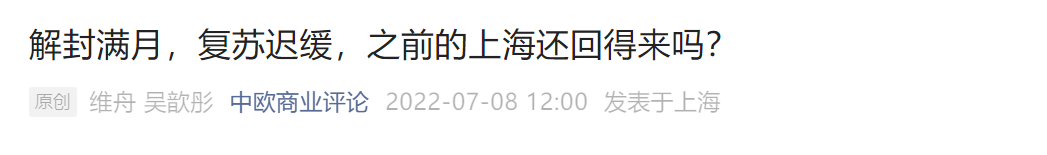 解封满月，复苏迟缓，之前的上海还回得来吗？
原创 维舟 吴歆彤 中欧商业评论 2022-07-08 12:00 发表于上海